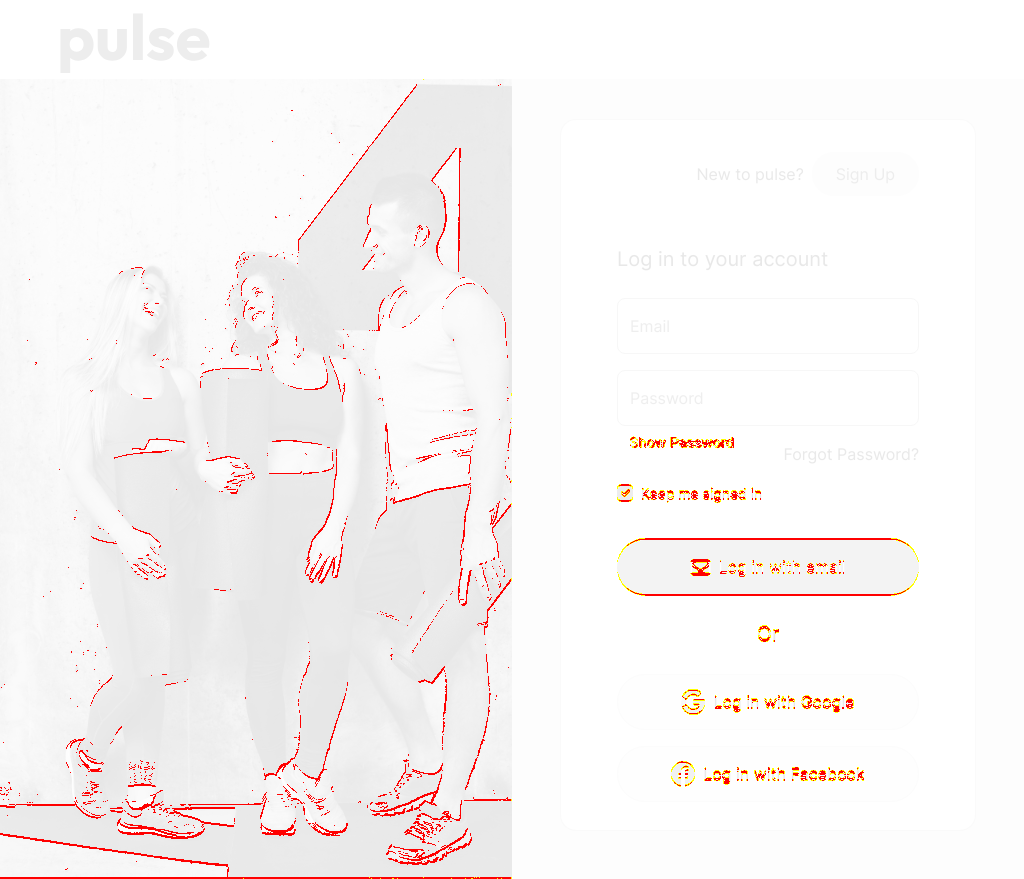 pulse
New to pulse? Sign Up
Log in to your account
Email
Password
Show Password
Forgot Password?
Keep me signed in
Log in with email
Or
Log in with Google
Log in with Facebook